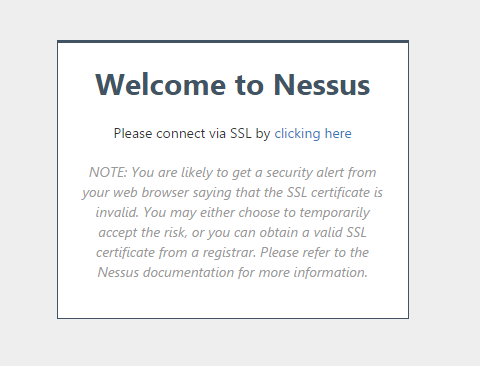 Welcome to Nessus
Please connect via SSL by clicking here
NOTE: You are likely to get a security alert from
your web browser saying that the SSL certificate is
invalid. You may either choose to temporarily
accept the risk, or you can obtain a valid SSL
certificate from a registrar. Please refer to the
Nessus documentation for more information.